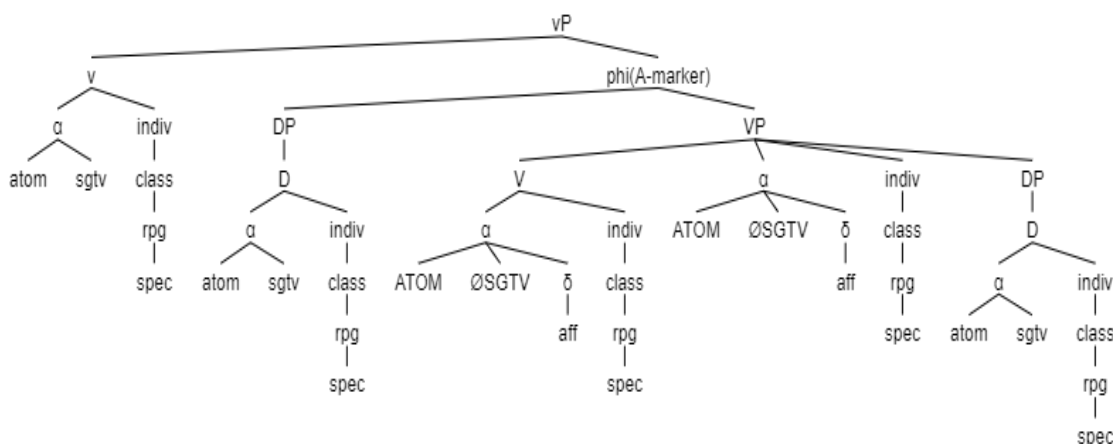 vP
v phi(A-marker)
α indiv DP VP
atom sgtv class D V α indiv DP
rpg α indiv α indiv ATOM ØSGTV δ class D
spec atom sgtv class ATOM ØSGTV δ class aff rpg α indiv
rpg aff rpg spec atom sgtv class
spec spec rpg
spec